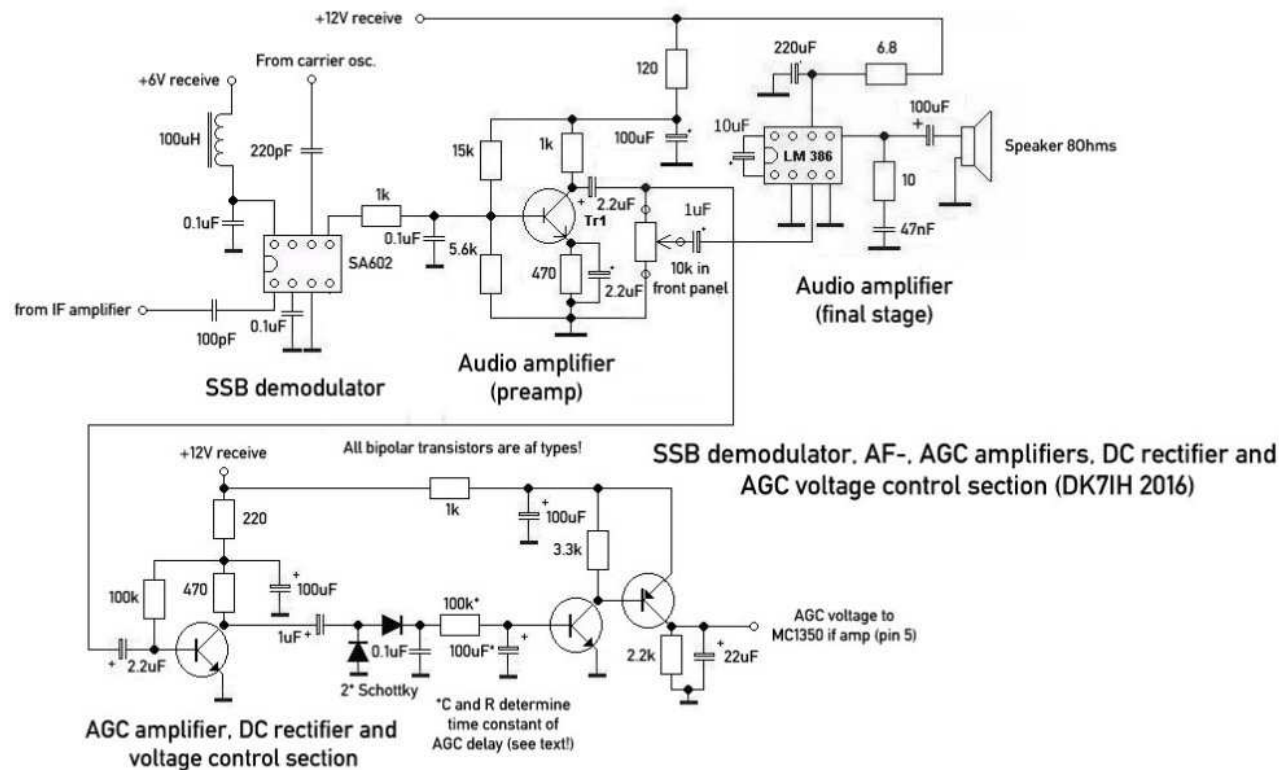 +12V receive
From carrier osc.
+6V receive
100uH
220pF
120
220uF
6.8
100uF
+
10uF
LM 386
Speaker 8Ohms
15k
1k
100uF
+
1k
0.1uF
0.1uF
SA602
5.6k
Tr1
+
2.2uF
1uF
10
47nF
470
2.2uF
10k in
front panel
from IF amplifier
100pF
0.1uF
Audio amplifier
(final stage)
SSB demodulator
Audio amplifier
(preamp)
All bipolar transistors are af types!
SSB demodulator, AF-, AGC amplifiers, DC rectifier and
AGC voltage control section (DK7IH 2016)
+12V receive
220
1k
+
100uF
3.3k
100k
470
+
100uF
1uF
+
100k*
0.1uF
100uF*
+
2.2k
+
22uF
AGC voltage to
MC1350 if amp (pin 5)
+
2.2uF
2* Schottky
*C and R determine
time constant of
AGC delay (see text!)
AGC amplifier, DC rectifier and
voltage control section